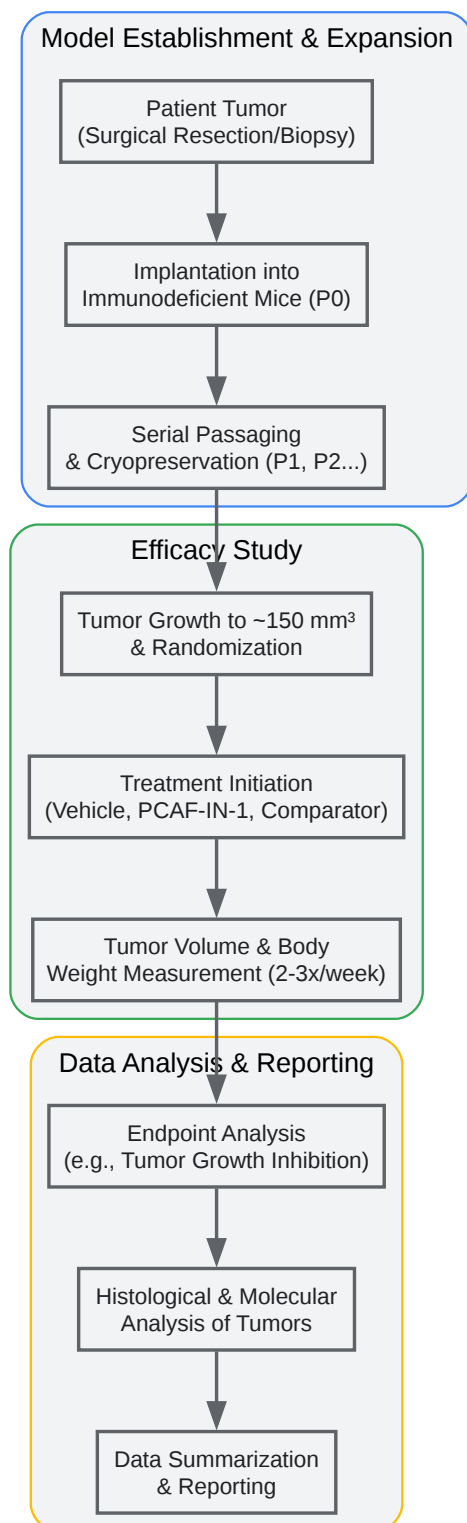 Model Establishment & Expansion
Patient Tumor
(Surgical Resection/Biopsy)
Implantation into
Immunodeficient Mice (P0)
Serial Passaging
& Cryopreservation (P1, P2...)
Efficacy Study
Tumor Growth to ~150 mm³
& Randomization
Treatment Initiation
(Vehicle, PCAF-IN-1, Comparator)
Tumor Volume & Body
Weight Measurement (2-3x/week)
Data Analysis & Reporting
Endpoint Analysis
(e.g., Tumor Growth Inhibition)
Histological & Molecular
Analysis of Tumors
Data Summarization
& Reporting